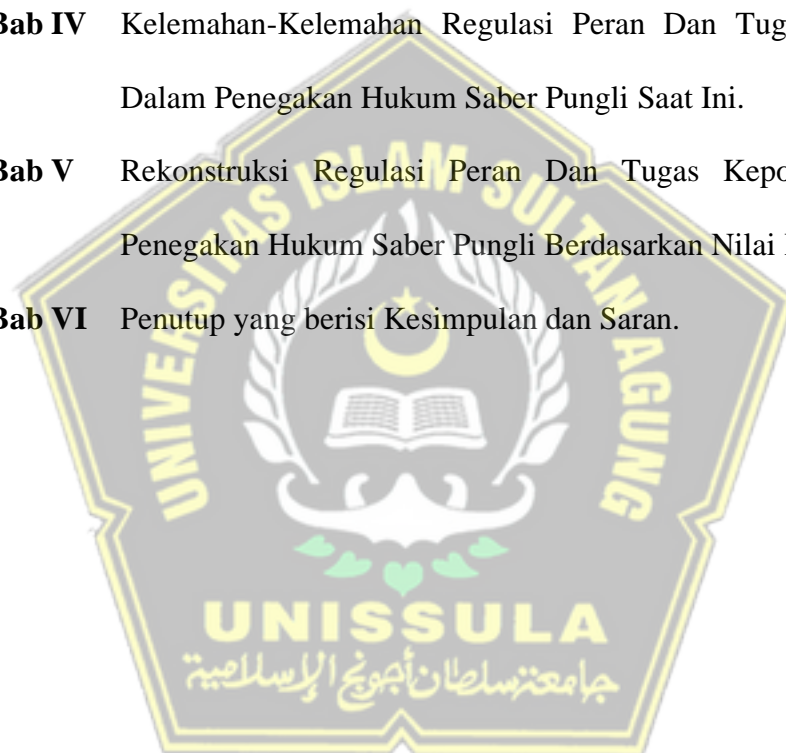 Bab IV Kelemahan-Kelemahan Regulasi Peran Dan Tug
Dalam Penegakan Hukum Saber Pungli Saat Ini.
Bab V Rekonstruksi Regulasi Peran Dan Tugas Kepo
Penegakan Hukum Saber Pungli Berdasarkan Nilai
Bab VI Penutup yang berisi Kesimpulan dan Saran.
UNIVERSITAS ISLAM SULTAN AGUNG
UNISSULA
جامعتنسلطان أجونج الإسلامية